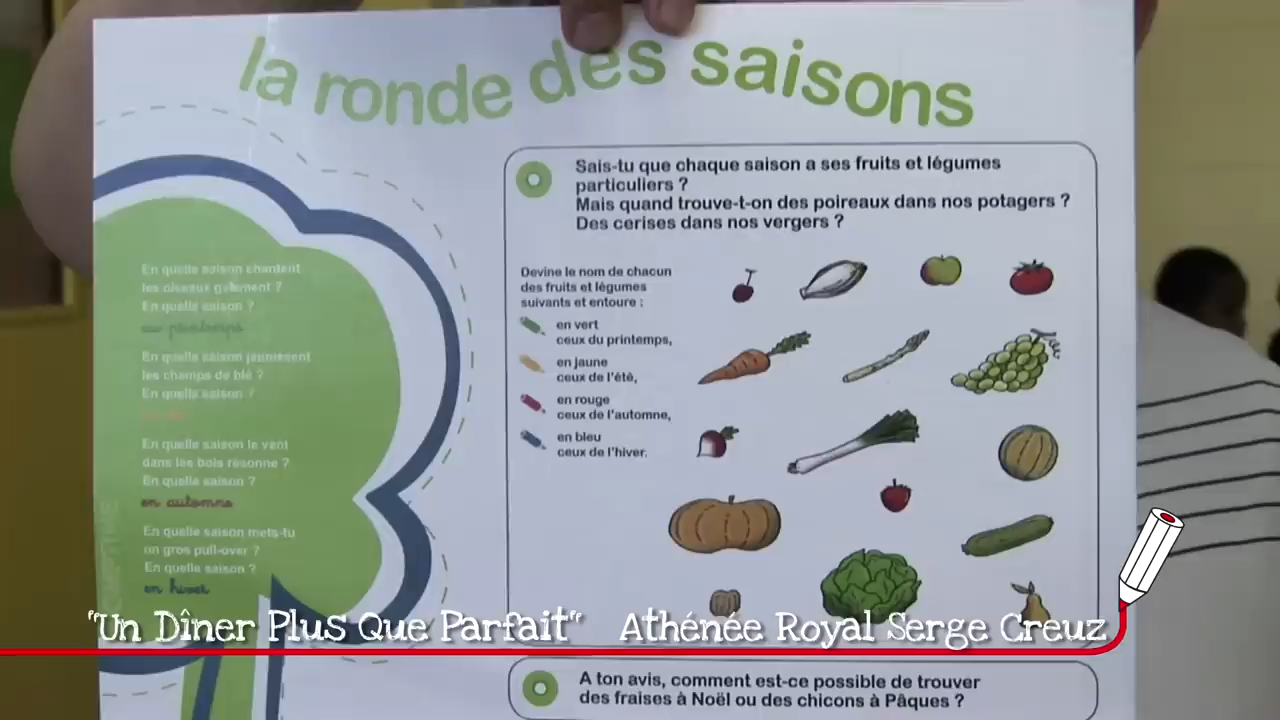 la ronde des saisons
Sais-tu que chaque saison a ses fruits et légumes
particuliers ?
Mais quand trouve-t-on des poireaux dans nos potagers ?
Des cerises dans nos vergers ?
En quelle saison chantent
les oiseaux gaiement ?
En quelle saison ?
au printemps
En quelle saison jaunissent
les champs de blé ?
En quelle saison ?
En quelle saison le vent
dans les bois résonne ?
En quelle saison ?
en automne
En quelle saison mets-tu
un gros pull-over ?
En quelle saison ?
en hiver
Devine le nom de chacun
des fruits et légumes
suivants et entoure :
en vert
ceux du printemps,
en jaune
ceux de l'été,
en rouge
ceux de l'automne,
en bleu
ceux de l'hiver.
"Un Dîner Plus Que Parfait" Athénée Royal Serge Creuz
A ton avis, comment est-ce possible de trouver
des fraises à Noël ou des chicons à Pâques ?